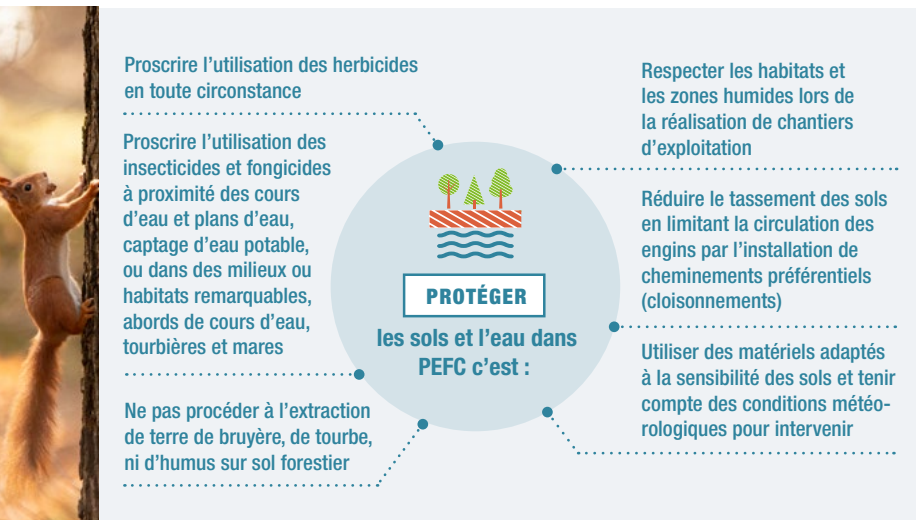 Proscrire l'utilisation des herbicides
en toute circonstance
Proscrire l'utilisation des
insecticides et fongicides
à proximité des cours
d'eau et plans d'eau,
captage d'eau potable,
ou dans des milieux ou
habitats remarquables,
abords de cours d'eau,
tourbières et mares
Ne pas procéder à l'extraction
de terre de bruyère, de tourbe,
ni d'humus sur sol forestier
PROTÉGER
les sols et l'eau dans
PEFC c'est :
Respecter les habitats et
les zones humides lors de
la réalisation de chantiers
d'exploitation
Réduire le tassement des sols
en limitant la circulation des
engins par l'installation de
cheminements préférentiels
(cloisonnements)
Utiliser des matériels adaptés
à la sensibilité des sols et tenir
compte des conditions météo-
rologiques pour intervenir